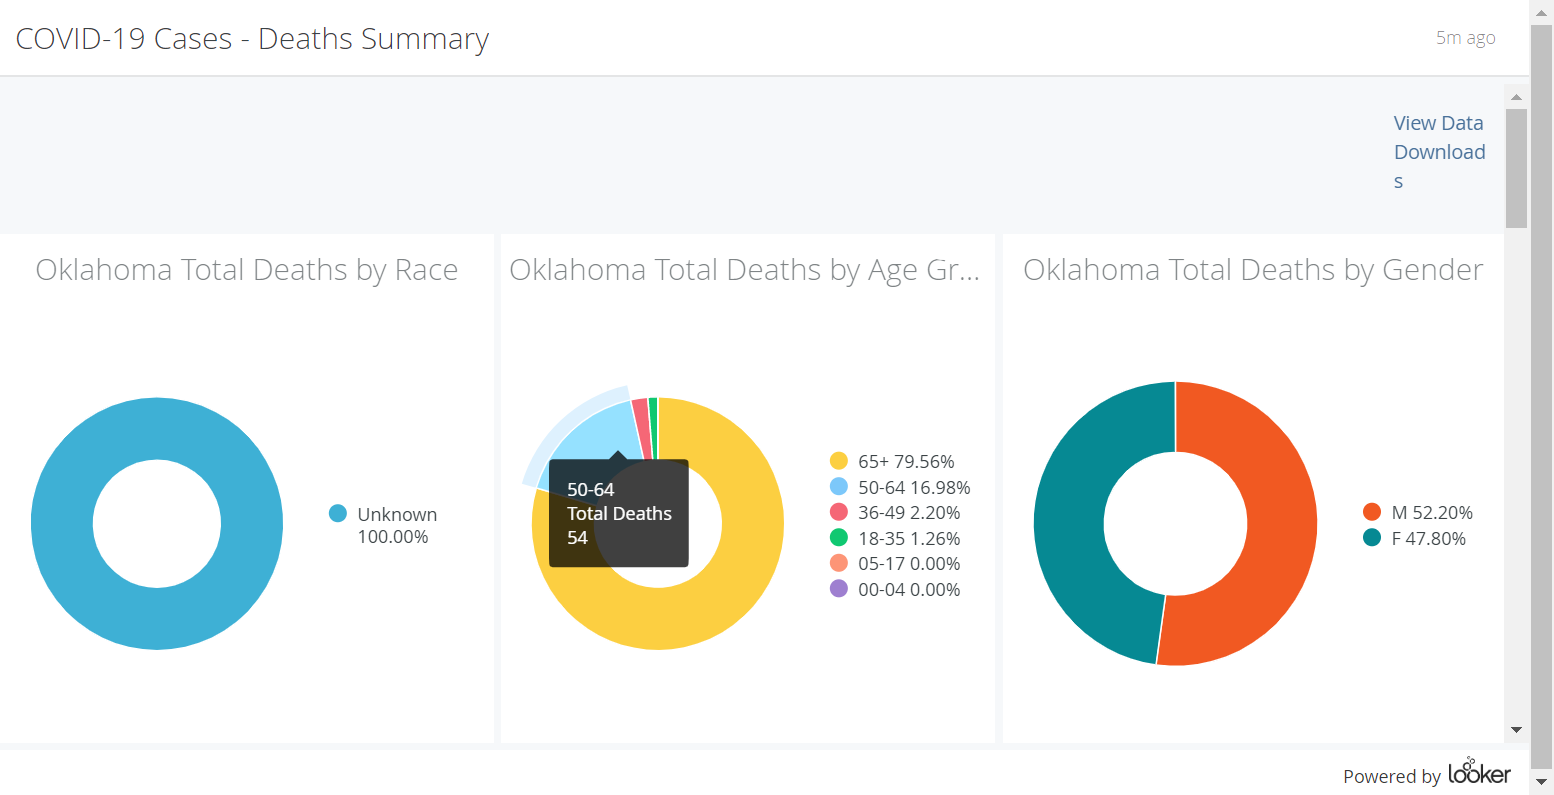 COVID-19 Cases - Deaths Summary
5m ago
View Data
Download
s
Oklahoma Total Deaths by Race
Unknown
100.00%
Oklahoma Total Deaths by Age Gr...
50-64
Total Deaths
54
65+ 79.56%
50-64 16.98%
36-49 2.20%
18-35 1.26%
05-17 0.00%
00-04 0.00%
Oklahoma Total Deaths by Gender
M 52.20%
F 47.80%
Powered by looker